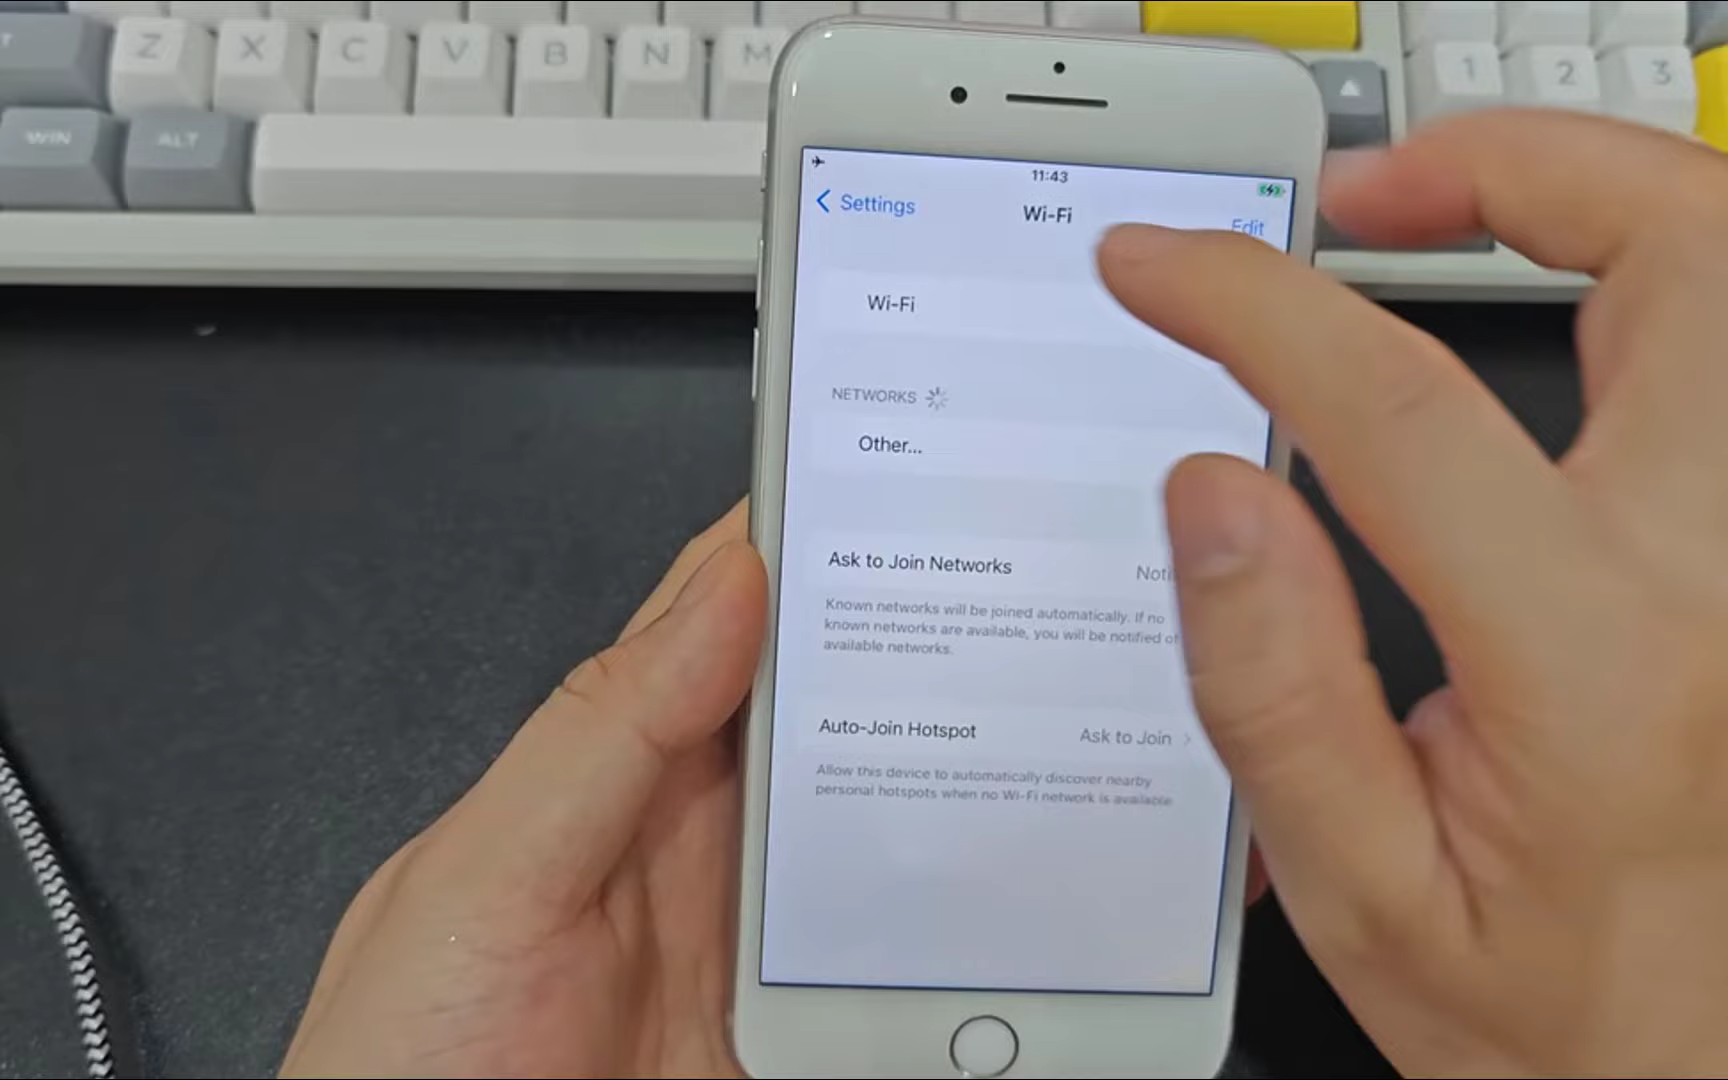 Z X C V B N M
1 2 3
WIN ALT
11:43
Settings
Wi-Fi
Edit
Wi-Fi
NETWORKS
Other...
Ask to Join Networks
Known networks will be joined automatically. If no
known networks are available, you will be notified of
available networks.
Auto-Join Hotspot Ask to Join
Allow this device to automatically discover nearby
personal hotspots when no Wi-Fi network is available